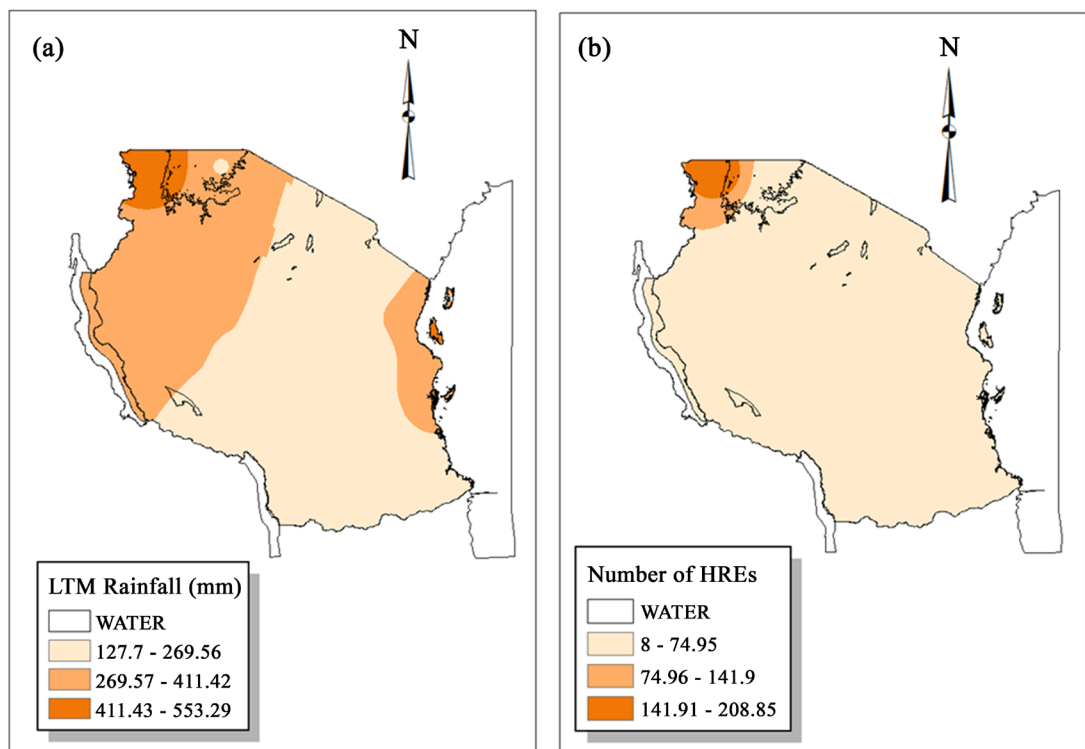 (a)
N
LTM Rainfall (mm)
WATER
127.7 - 269.56
269.57 - 411.42
411.43 - 553.29
(b)
N
Number of HREs
WATER
8 - 74.95
74.96 - 141.9
141.91 - 208.85